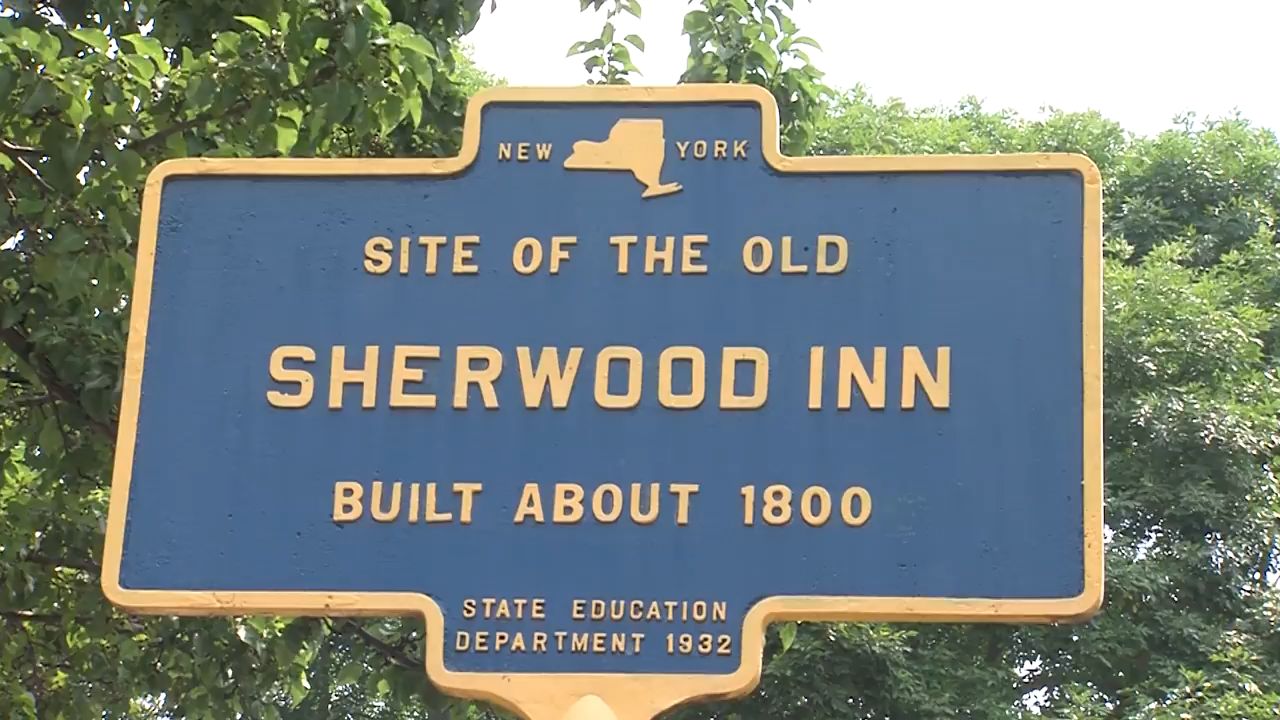 NEW YORK
SITE OF THE OLD
SHERWOOD INN
BUILT ABOUT 1800
STATE EDUCATION
DEPARTMENT 1932